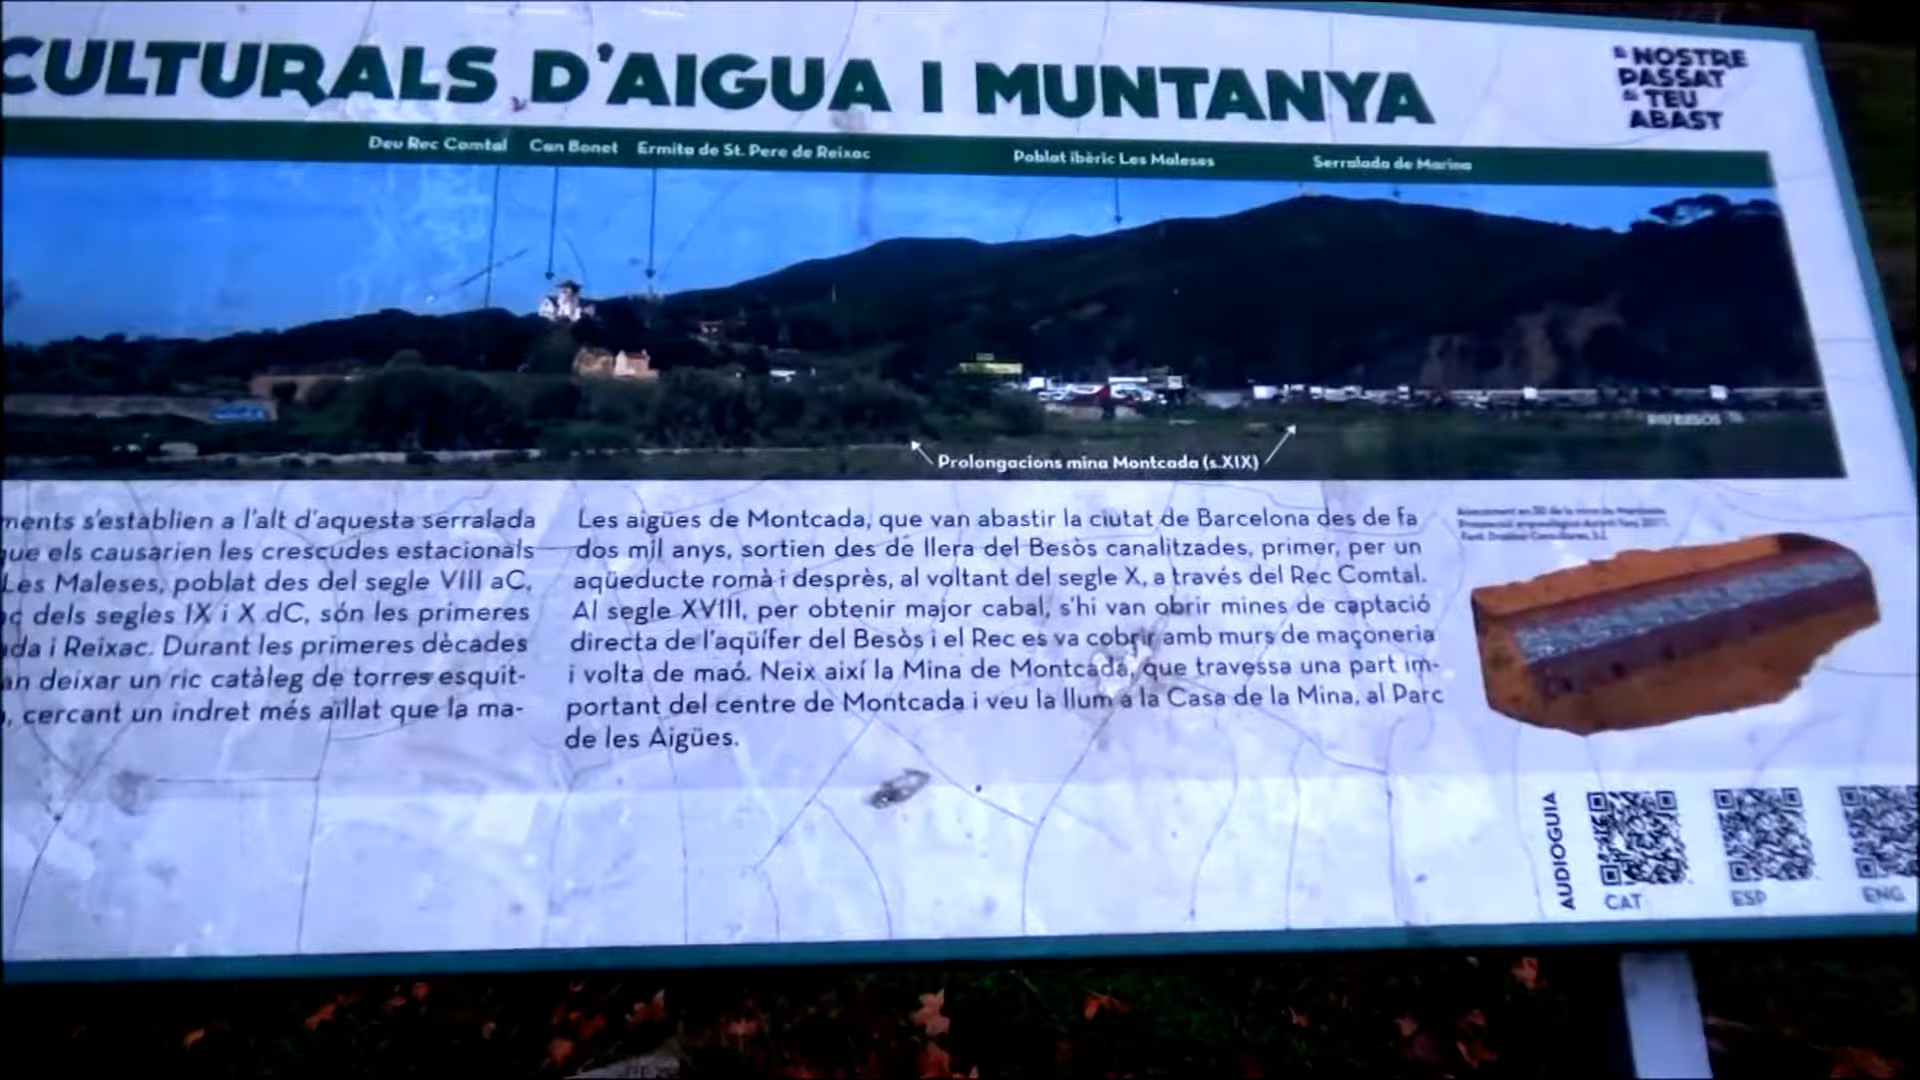 CULTURALS D'AIGUA I MUNTANYA
EL NOSTRE
PASSAT
AL TEU
ABAST
Deu Rec Comtal
Can Bonet
Ermita de St. Pere de Reixac
Poblat ibèric Les Maleses
Serralada de Marina
RIU BESÒS
Prolongacions mina Montcada (s.XIX)
s'establien a l'alt d'aquesta serralada
que els causarien les crescudes estacionals
Les Maleses, poblat des del segle VIII aC,
dels segles IX i X dC, són les primeres
i Reixac. Durant les primeres dècades
deixar un ric catàleg de torres esquit-
, cercant un indret més aïllat que la ma-
Les aigües de Montcada, que van abastir la ciutat de Barcelona des de fa
dos mil anys, sortien des de llera del Besòs canalitzades, primer, per un
aqüeducte romà i desprès, al voltant del segle X, a través del Rec Comtal.
Al segle XVIII, per obtenir major cabal, s'hi van obrir mines de captació
directa de l'aqüífer del Besòs i el Rec es va cobrir amb murs de maçoneria
i volta de maó. Neix així la Mina de Montcada, que travessa una part im-
portant del centre de Montcada i veu la llum a la Casa de la Mina, al Parc
de les Aigües.
AUDIOGUIA
CAT
ESP
ENG